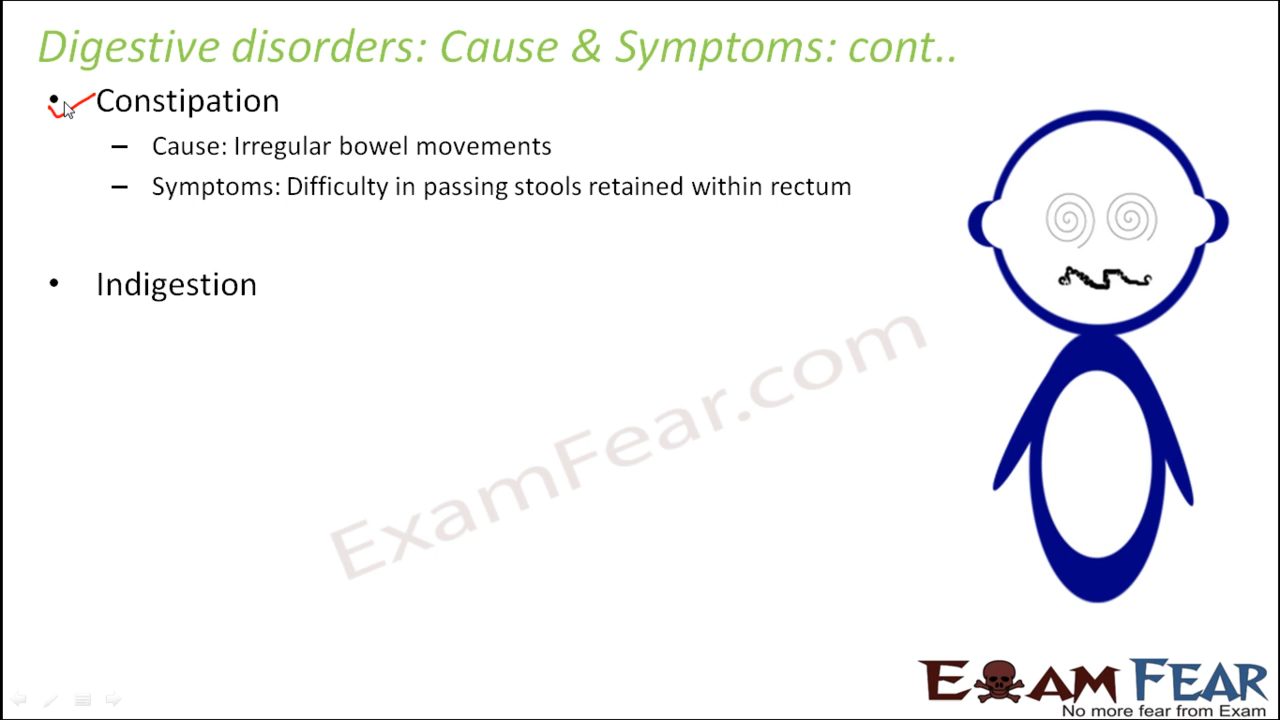 Digestive disorders: Cause & Symptoms: cont..
• Constipation
– Cause: Irregular bowel movements
– Symptoms: Difficulty in passing stools retained within rectum
• Indigestion
ExamFear.com
EXAM FEAR
No more fear from Exam